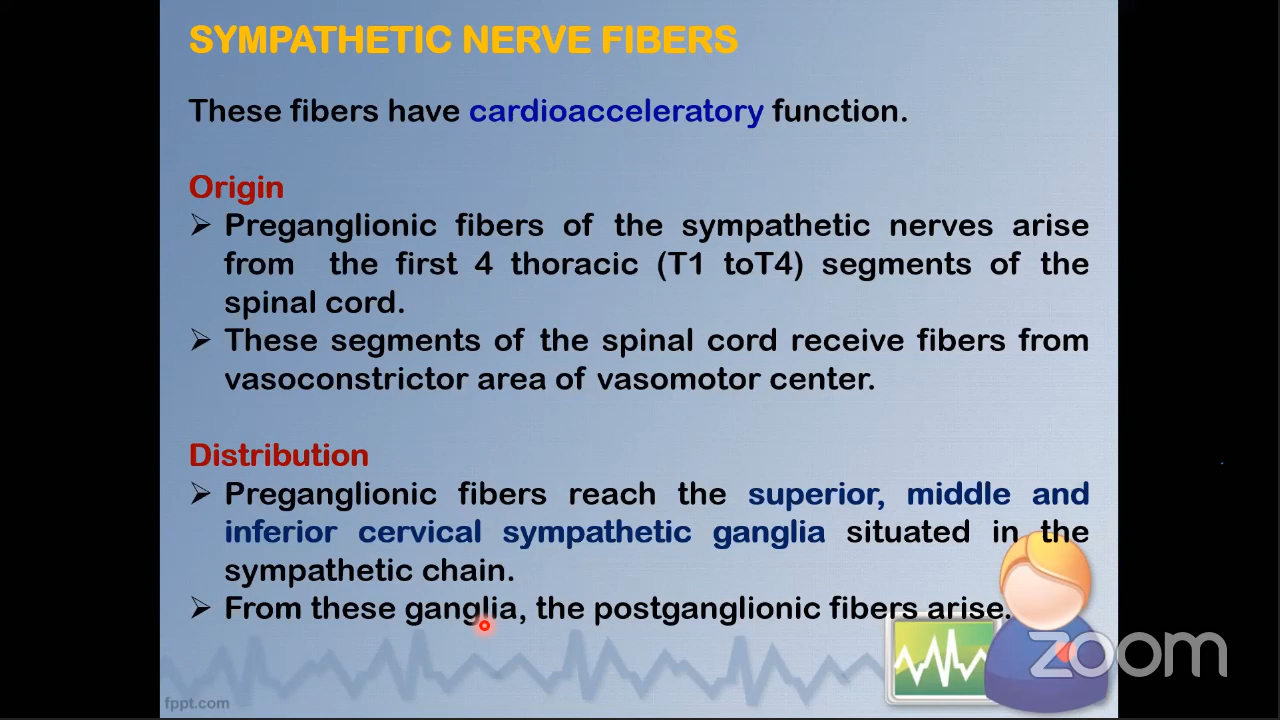 SYMPATHETIC NERVE FIBERS
These fibers have cardioacceleratory function.
Origin
➢ Preganglionic fibers of the sympathetic nerves arise
from the first 4 thoracic (T1 toT4) segments of the
spinal cord.
➢ These segments of the spinal cord receive fibers from
vasoconstrictor area of vasomotor center.
Distribution
➢ Preganglionic fibers reach the superior, middle and
inferior cervical sympathetic ganglia situated in the
sympathetic chain.
➢ From these ganglia, the postganglionic fibers arise.
zoom
fppt.com